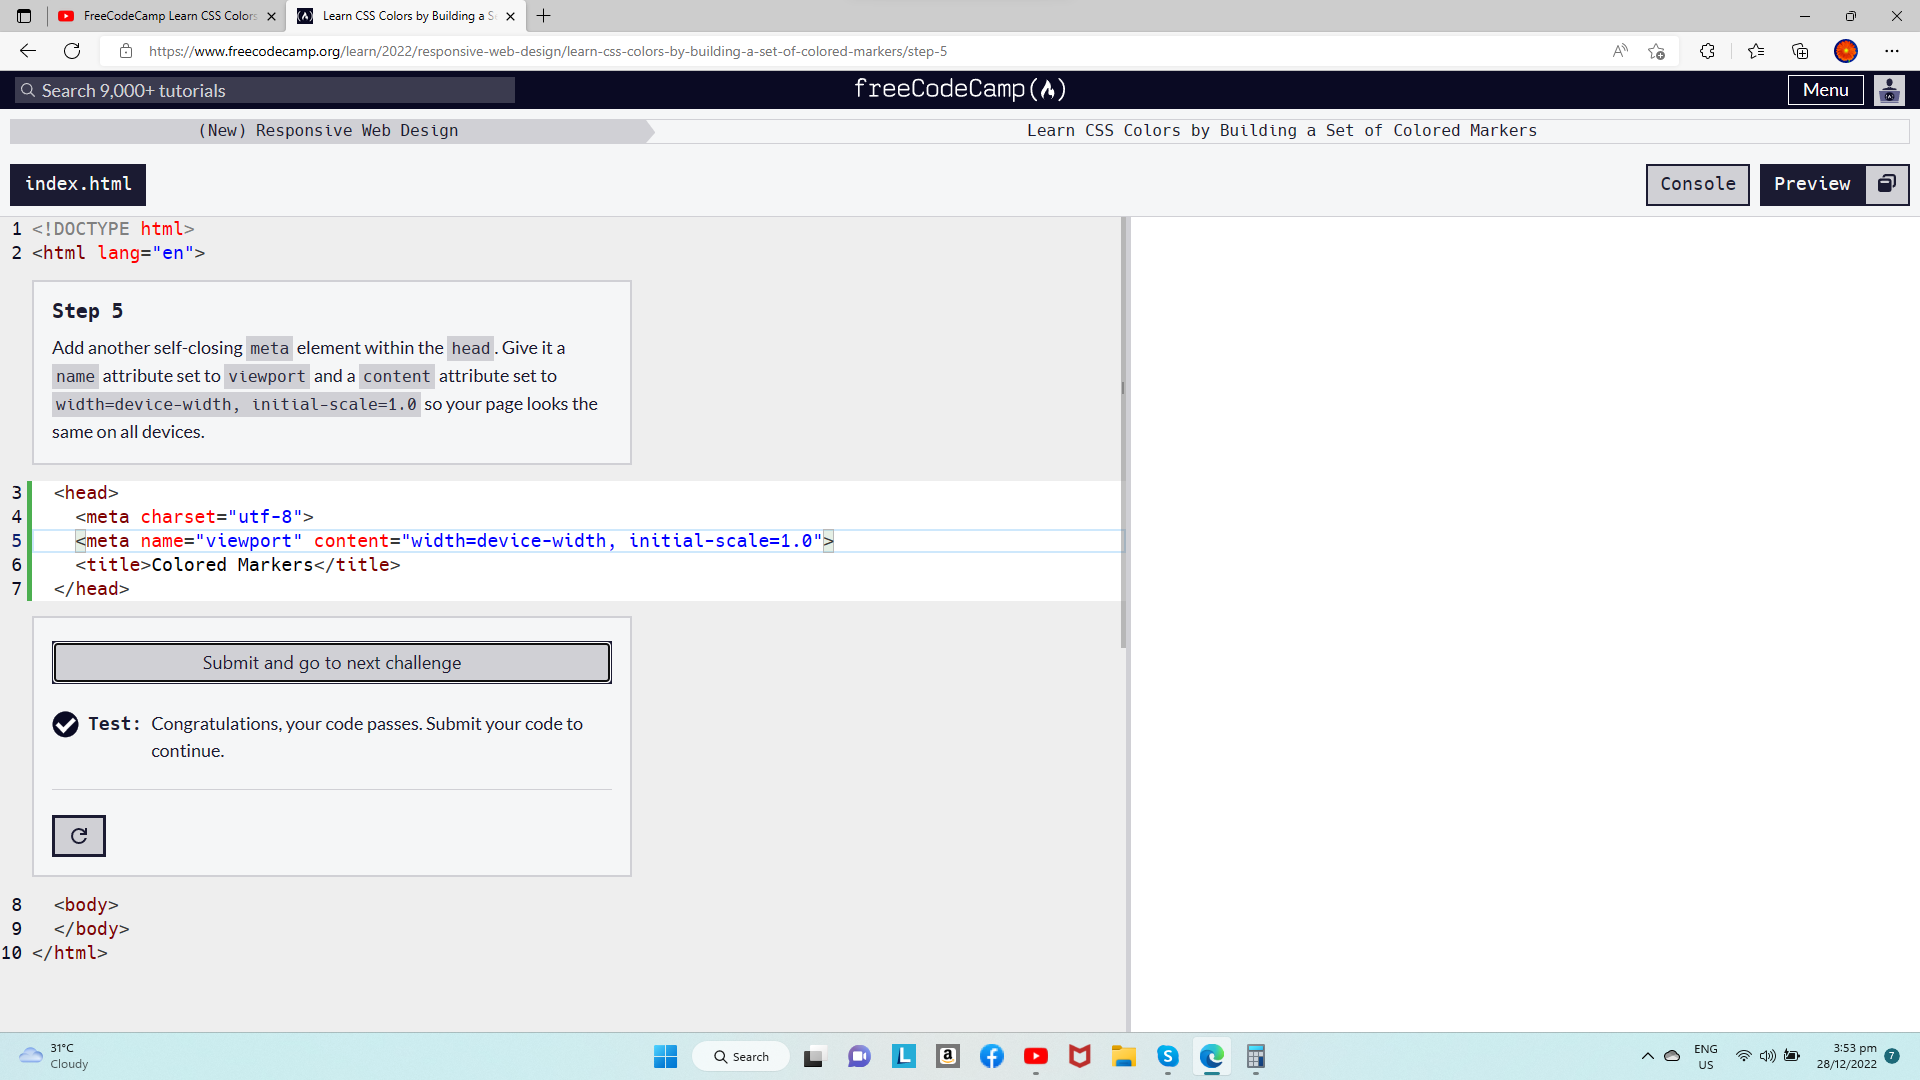 FreeCodeCamp Learn CSS Colors
Learn CSS Colors by Building a Se
https://www.freecodecamp.org/learn/2022/responsive-web-design/learn-css-colors-by-building-a-set-of-colored-markers/step-5
Search 9,000+ tutorials
freeCodeCamp
Menu
(New) Responsive Web Design
Learn CSS Colors by Building a Set of Colored Markers
index.html
Console
Preview
1 <!DOCTYPE html>
2 <html lang="en">
Step 5
Add another self-closing meta element within the head. Give it a
name attribute set to viewport and a content attribute set to
width=device-width, initial-scale=1.0 so your page looks the
same on all devices.
3 <head>
4 <meta charset="utf-8">
5 <meta name="viewport" content="width=device-width, initial-scale=1.0">
6 <title>Colored Markers</title>
7 </head>
Submit and go to next challenge
Test: Congratulations, your code passes. Submit your code to
continue.
8 <body>
9 </body>
10 </html>
31°C
Cloudy
Search
L
a
S
ENG
US
3:53 pm
28/12/2022
7